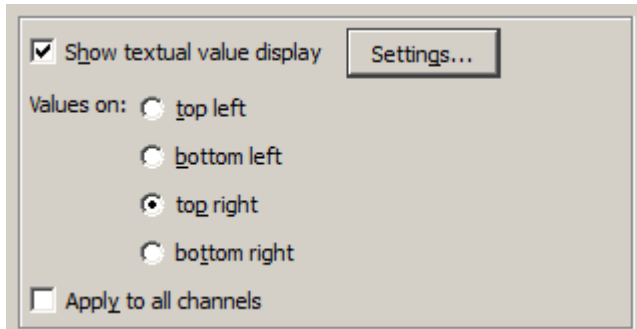 Show textual value display Settings...
Values on: top left
bottom left
top right
bottom right
Apply to all channels